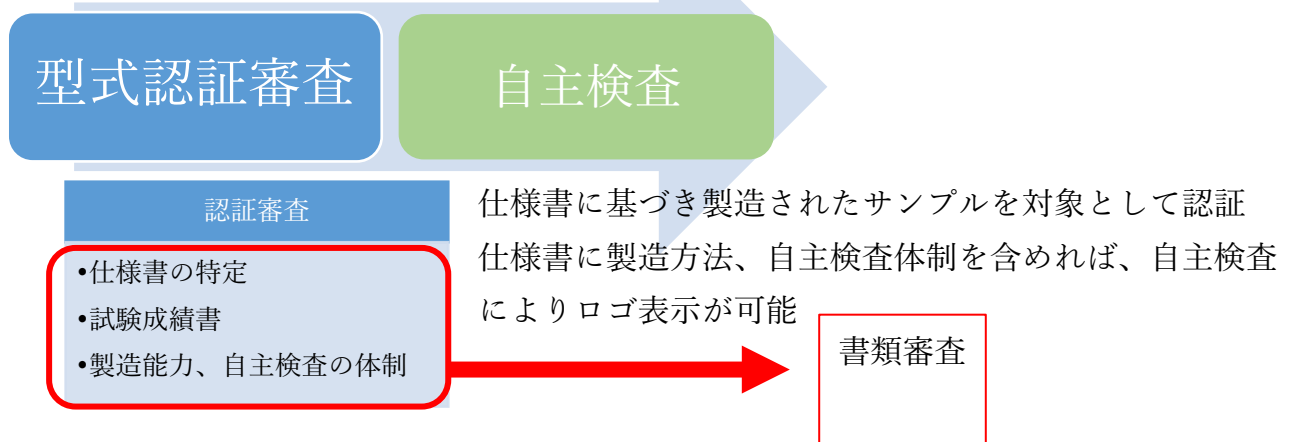 型式認証審査
自主検査
認証審査
•仕様書の特定
•試験成績書
•製造能力、自主検査の体制
仕様書に基づき製造されたサンプルを対象として認証
仕様書に製造方法、自主検査体制を含めれば、自主検査
によりロゴ表示が可能
書類審査